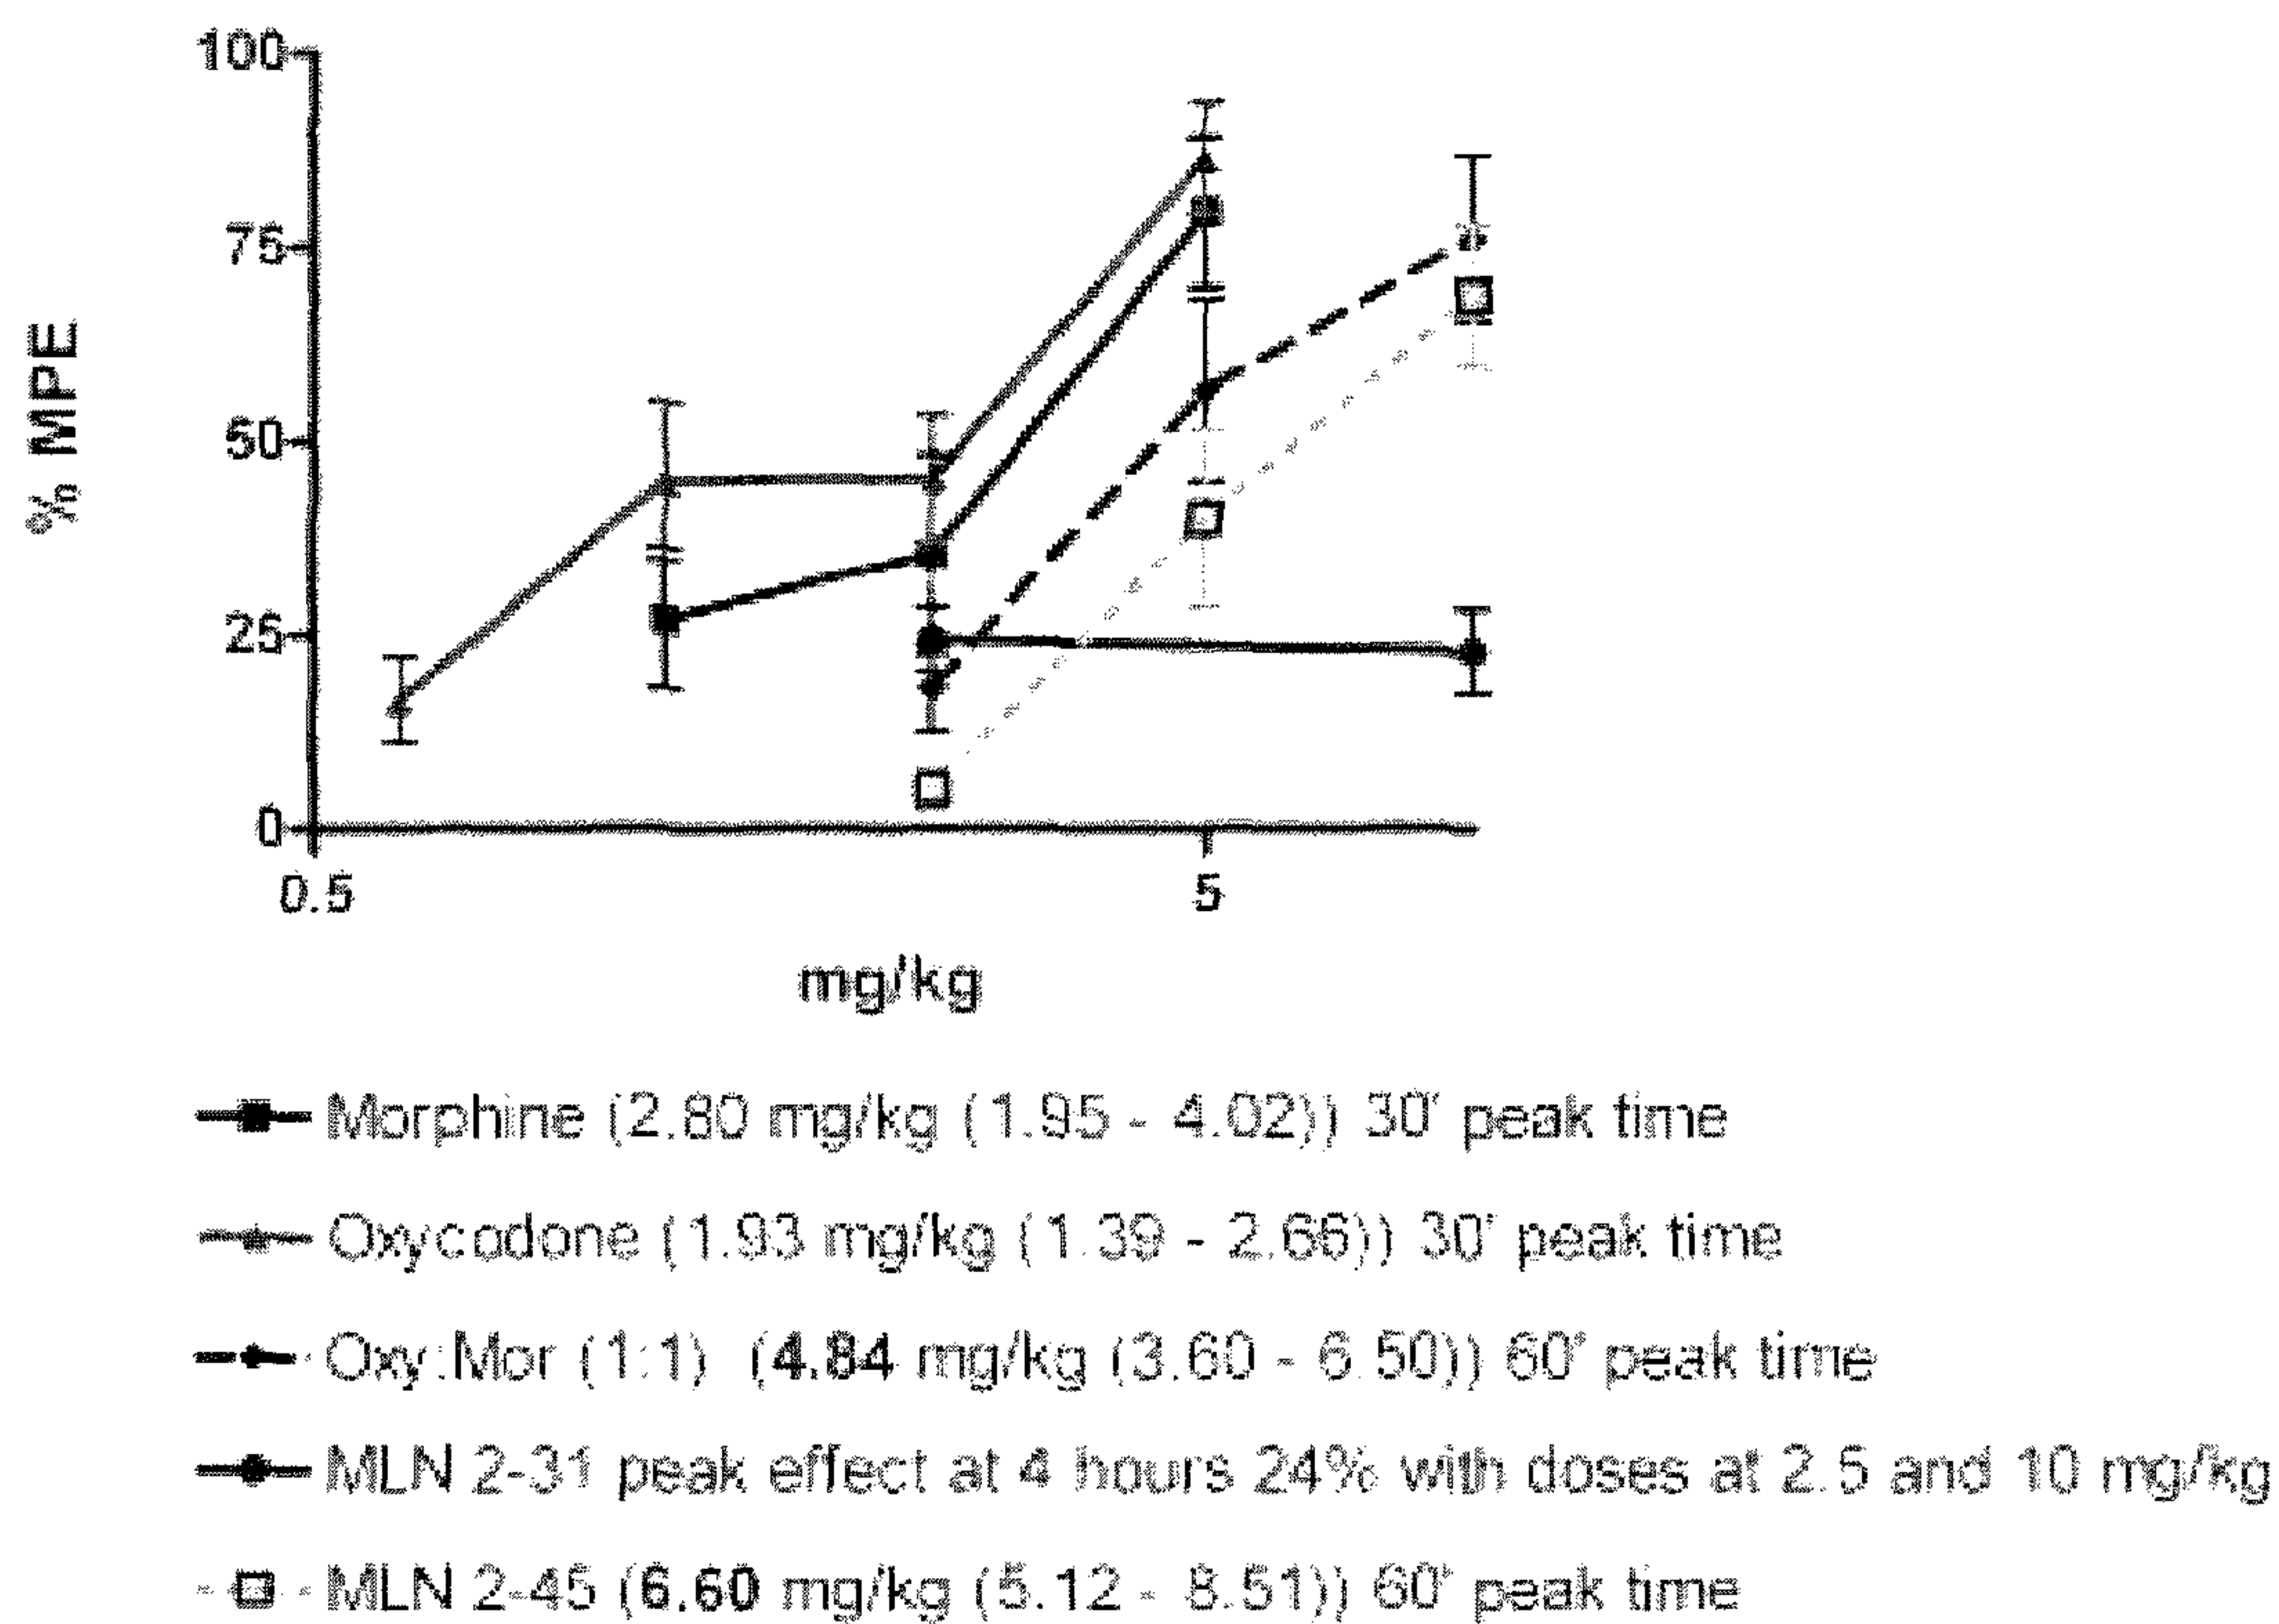 100
75
50
25
0
% MPE
0.5
5
mg/kg
Morphine (2.80 mg/kg (1.95 - 4.02)) 30' peak time
Oxycodone (1.93 mg/kg (1.39 - 2.66)) 30' peak time
Oxy:Mor (1:1) (4.84 mg/kg (3.60 - 6.50)) 60' peak time
MLN 2-31 peak effect at 4 hours 24% with doses at 2.5 and 10 mg/kg
MLN 2-45 (6.60 mg/kg (5.12 - 8.51)) 60' peak time